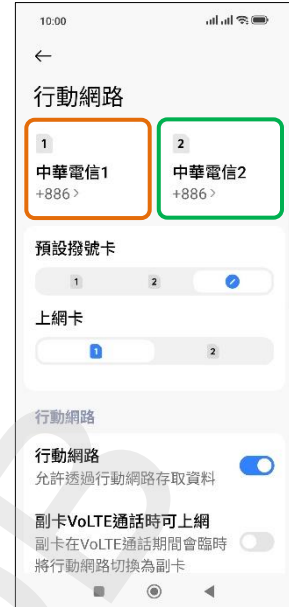 10:00
行動網路
1
中華電信1
+886 >
2
中華電信2
+886 >
預設撥號卡
1 2
上網卡
1 2
行動網路
行動網路
允許透過行動網路存取資料
副卡VoLTE通話時可上網
副卡在VoLTE通話期間會臨時
將行動網路切換為副卡